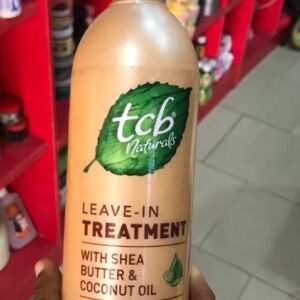 tcb
Naturals
LEAVE-IN
TREATMENT
WITH SHEA
BUTTER &
COCONUT OIL